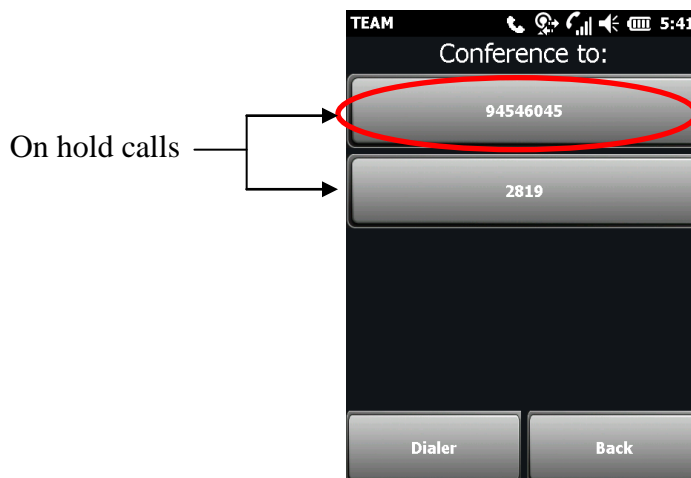 TEAM 5:41
Conference to:
94546045
On hold calls
2819
Dialer Back